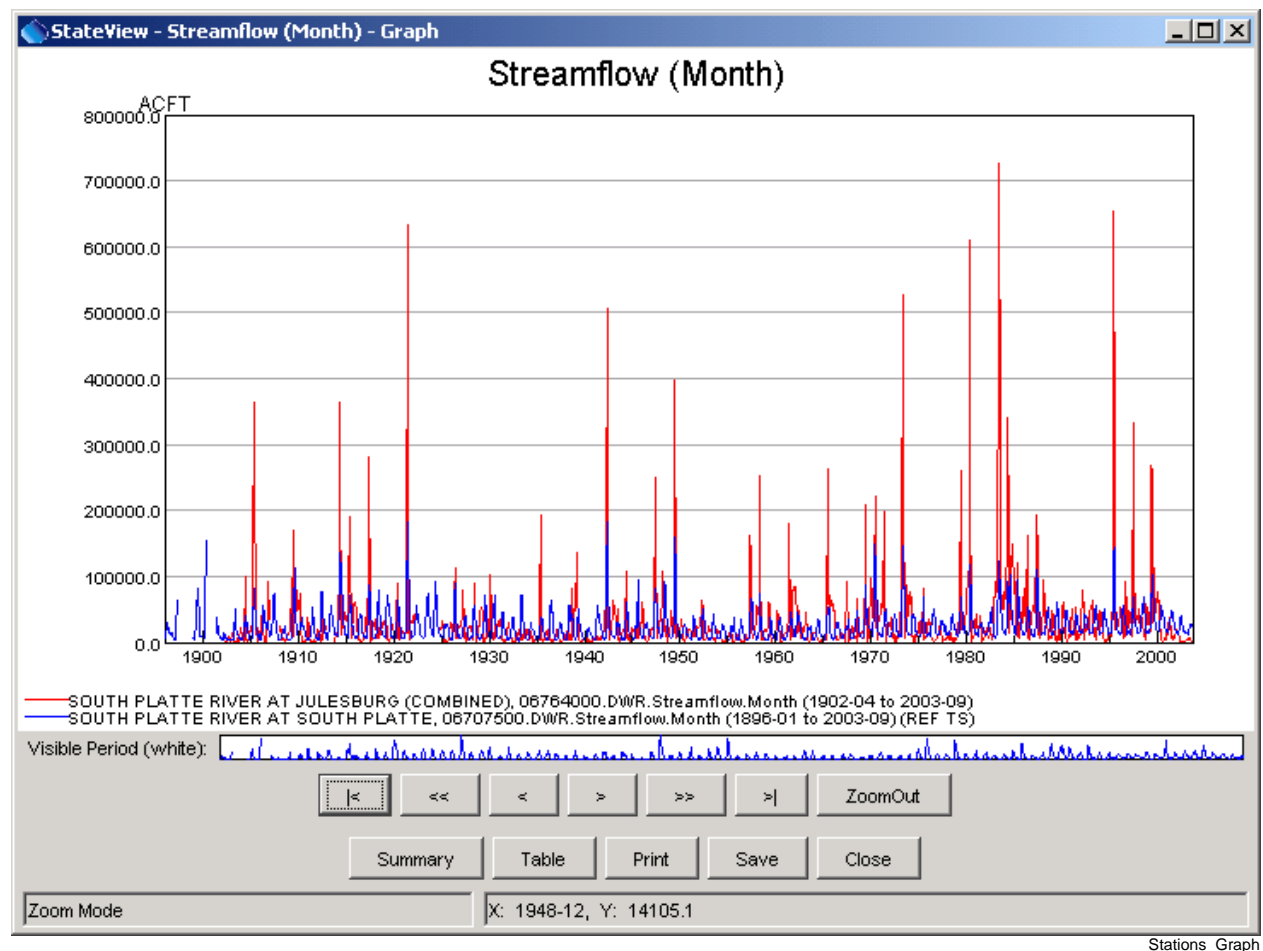 StateView - Streamflow (Month) - Graph
Streamflow (Month)
ACFT
800000.0
700000.0
600000.0
500000.0
400000.0
300000.0
200000.0
100000.0
0.0
1900 1910 1920 1930 1940 1950 1960 1970 1980 1990 2000
SOUTH PLATTE RIVER AT JULESBURG (COMBINED), 06764000.DWR.Streamflow.Month (1902-04 to 2003-09)
SOUTH PLATTE RIVER AT SOUTH PLATTE, 06707500.DWR.Streamflow.Month (1896-01 to 2003-09) (REF TS)
Visible Period (white):
|< << < > >> >| ZoomOut
Summary Table Print Save Close
Zoom Mode X: 1948-12, Y: 14105.1
Stations_Graph